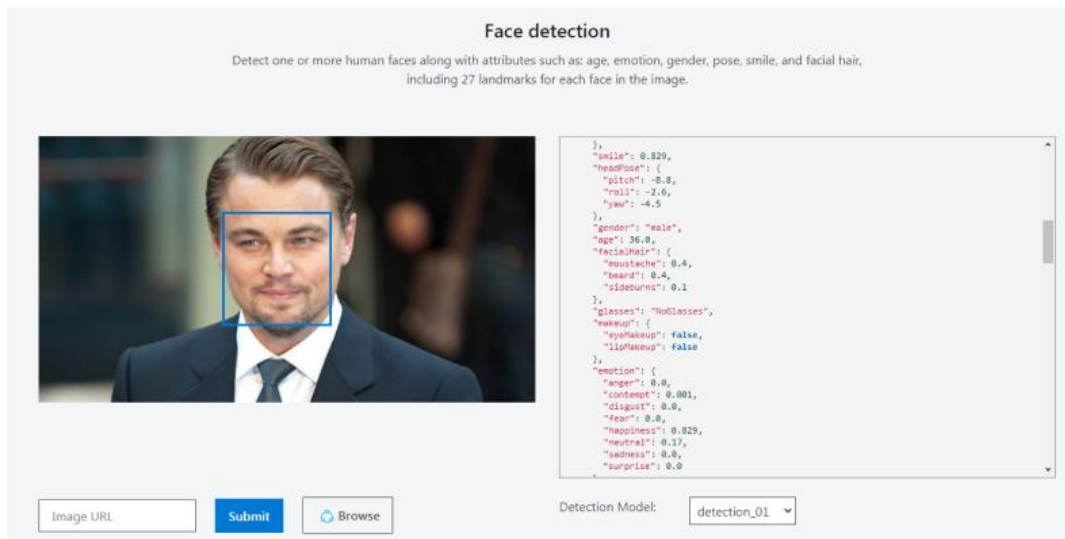 Face detection
Detect one or more human faces along with attributes such as: age, emotion, gender, pose, smile, and facial hair,
including 27 landmarks for each face in the image.
},
"smile": 0.829,
"headPose": {
"pitch": -8.8,
"roll": -2.6,
"yaw": -4.5
},
"gender": "male",
"age": 36.0,
"facialHair": {
"moustache": 0.4,
"beard": 0.4,
"sideburns": 0.1
},
"glasses": "NoGlasses",
"makeup": {
"eyeMakeup": false,
"lipMakeup": false
},
"emotion": {
"anger": 0.0,
"contempt": 0.001,
"disgust": 0.0,
"fear": 0.0,
"happiness": 0.829,
"neutral": 0.17,
"sadness": 0.0,
"surprise": 0.0
Image URL
Submit
Browse
Detection Model:
detection_01